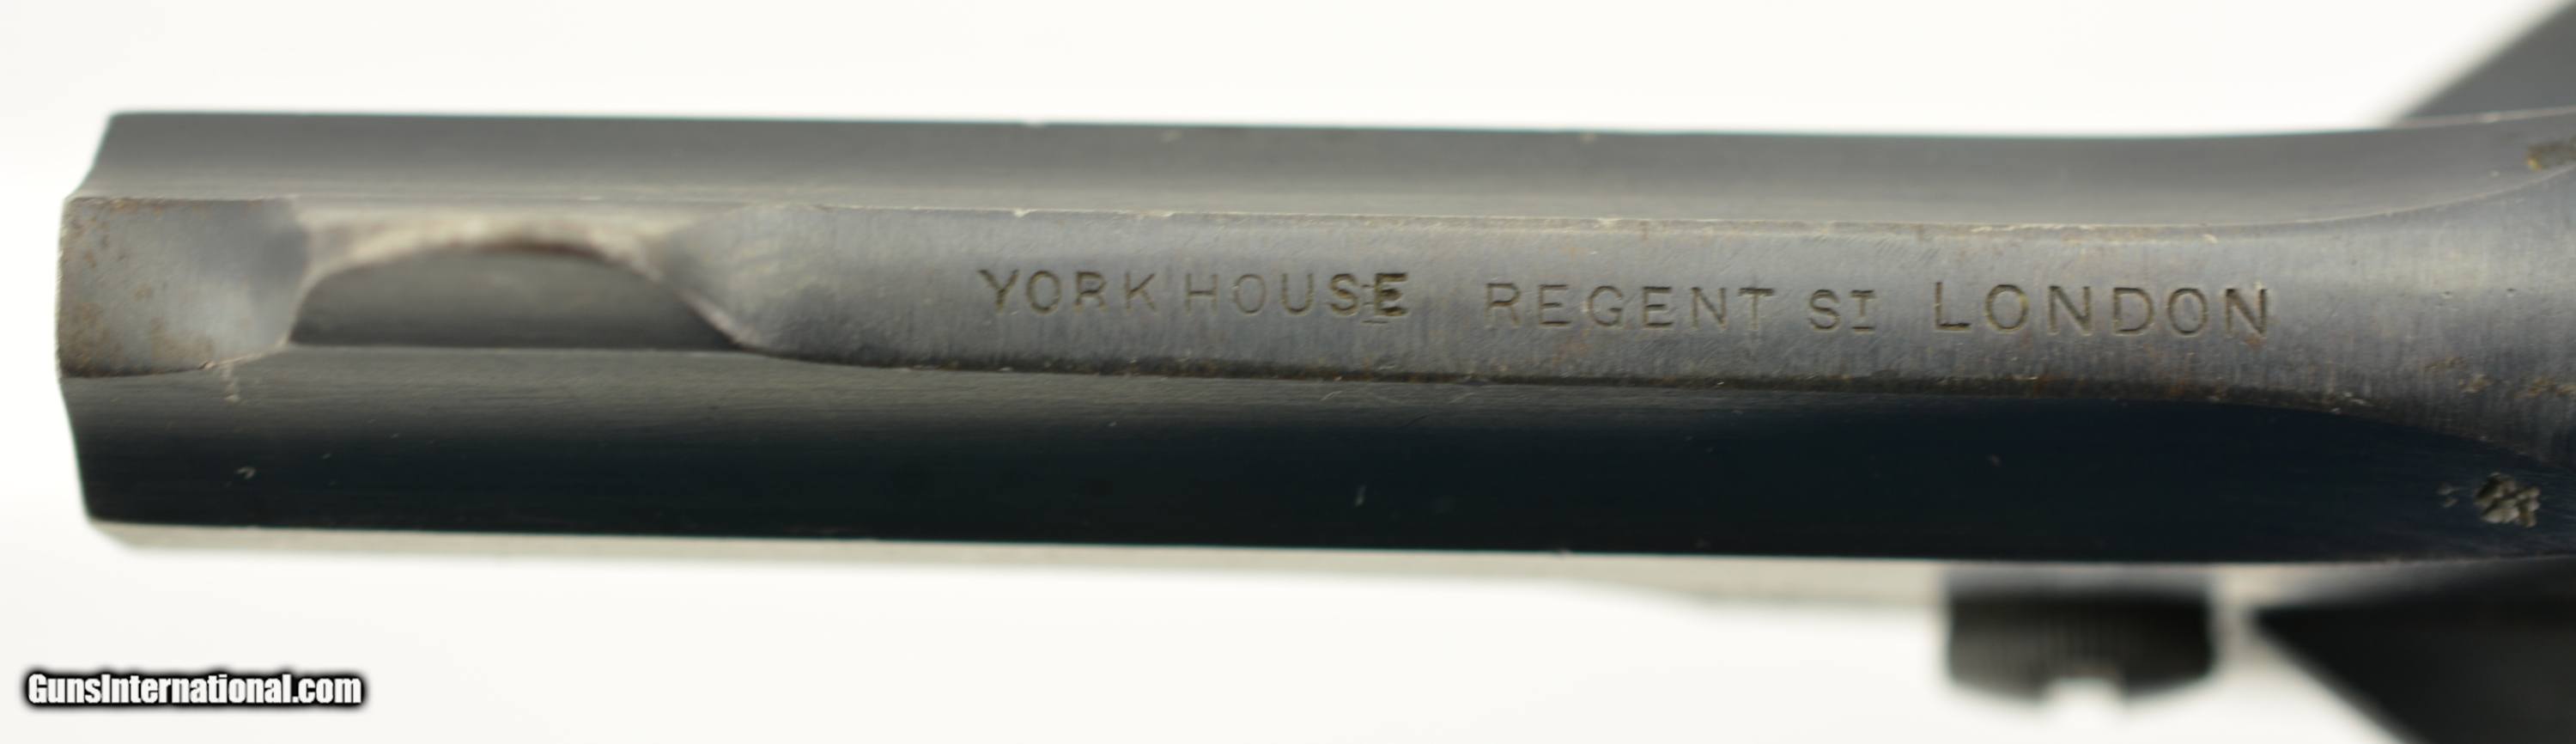 YORK HOUSE REGENT ST LONDON
GunsInternational.com